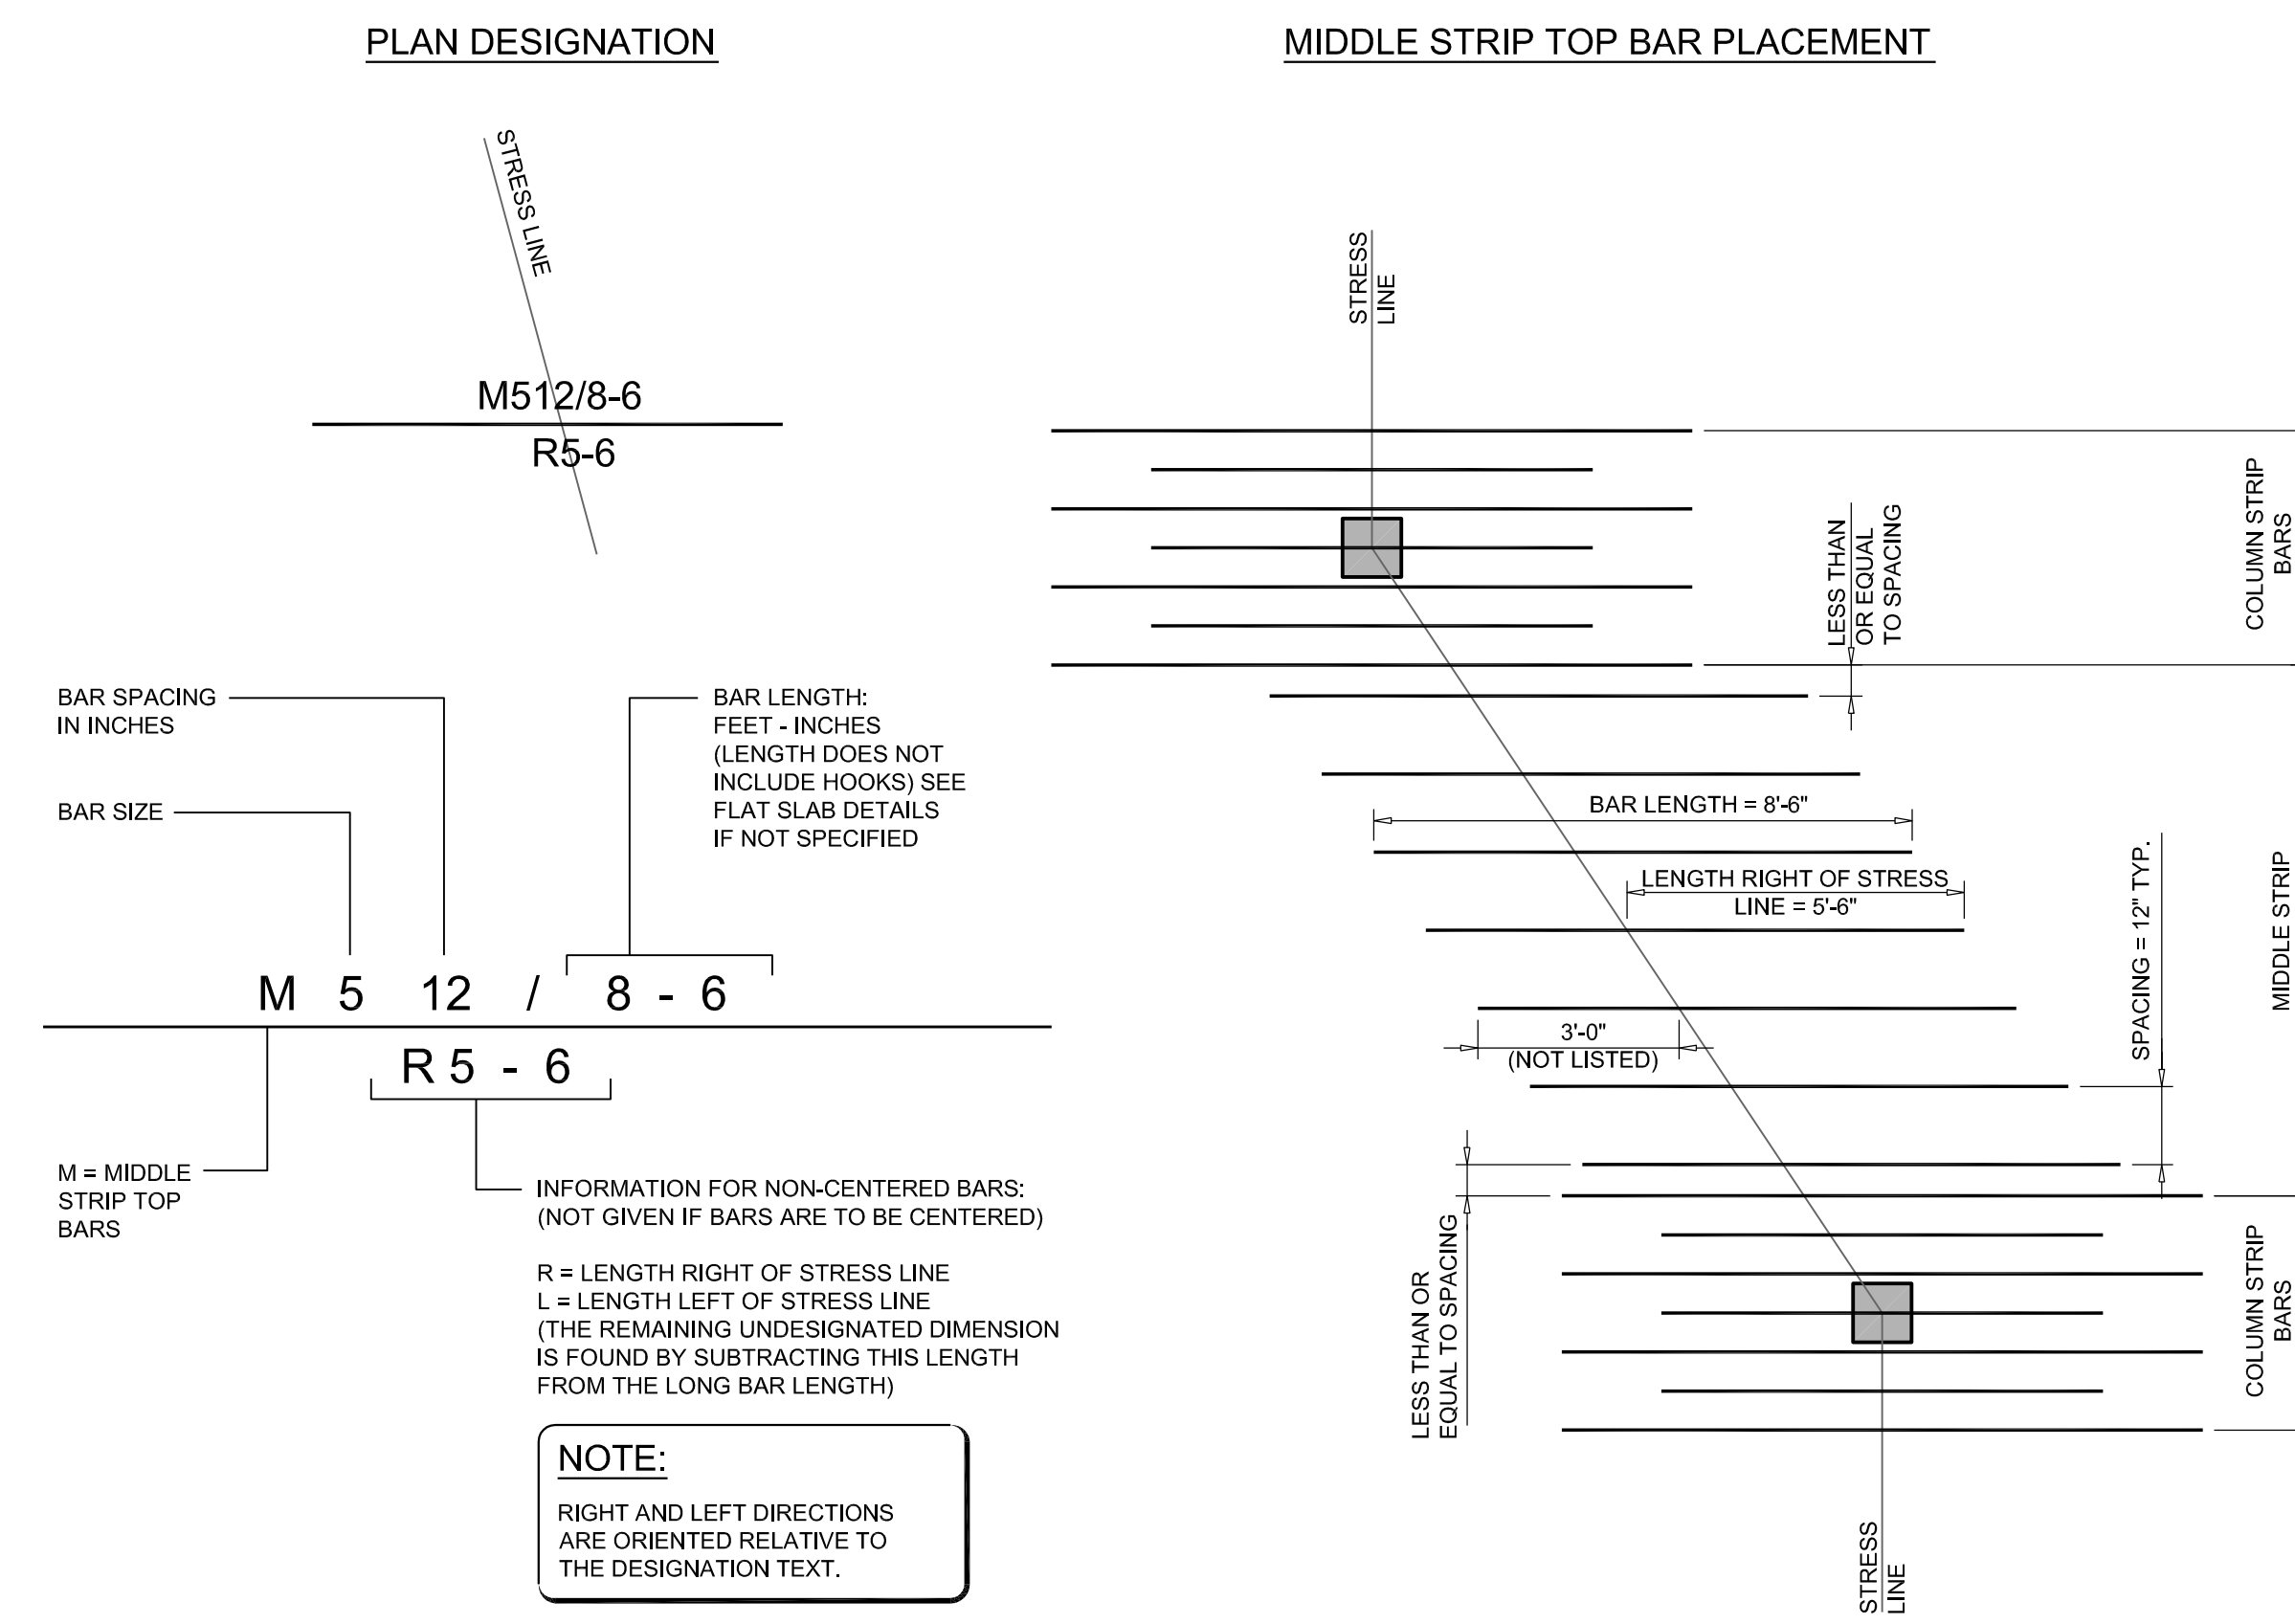 PLAN DESIGNATION
STRESS LINE
M512/8-6
R5-6
BAR SPACING
IN INCHES
BAR SIZE
BAR LENGTH:
FEET - INCHES
(LENGTH DOES NOT
INCLUDE HOOKS) SEE
FLAT SLAB DETAILS
IF NOT SPECIFIED
M 5 12 / 8 - 6
R 5 - 6
M = MIDDLE
STRIP TOP
BARS
INFORMATION FOR NON-CENTERED BARS:
(NOT GIVEN IF BARS ARE TO BE CENTERED)
R = LENGTH RIGHT OF STRESS LINE
L = LENGTH LEFT OF STRESS LINE
(THE REMAINING UNDESIGNATED DIMENSION
IS FOUND BY SUBTRACTING THIS LENGTH
FROM THE LONG BAR LENGTH)
NOTE:
RIGHT AND LEFT DIRECTIONS
ARE ORIENTED RELATIVE TO
THE DESIGNATION TEXT.
MIDDLE STRIP TOP BAR PLACEMENT
STRESS
LINE
LESS THAN
OR EQUAL
TO SPACING
COLUMN STRIP
BARS
BAR LENGTH = 8'-6"
LENGTH RIGHT OF STRESS
LINE = 5'-6"
SPACING = 12" TYP.
MIDDLE STRIP
3'-0"
(NOT LISTED)
LESS THAN OR
EQUAL TO SPACING
COLUMN STRIP
BARS
STRESS
LINE